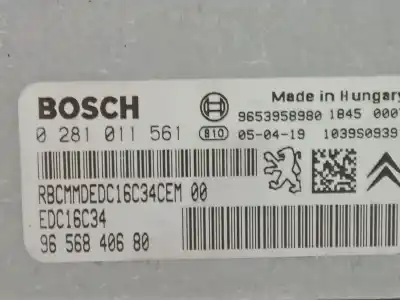 Made in Hungary
BOSCH
9653958980 1845 000
0 281 011 561
B10
05-04-19
1039S0939
RBCMMDEDC16C34CEM 00
EDC16C34
96 568 406 80